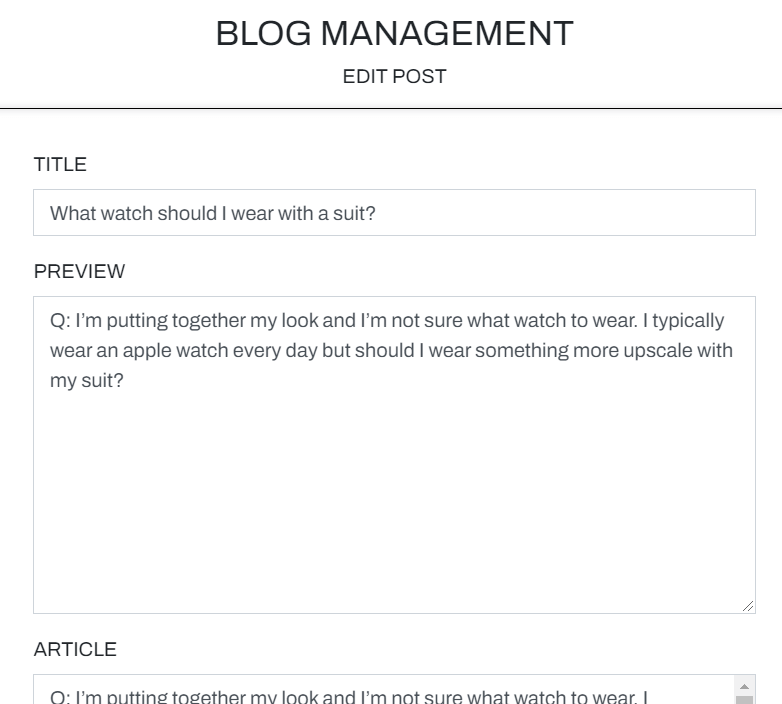 BLOG MANAGEMENT
EDIT POST
TITLE
What watch should I wear with a suit?
PREVIEW
Q: I’m putting together my look and I’m not sure what watch to wear. I typically
wear an apple watch every day but should I wear something more upscale with
my suit?
ARTICLE
Q: I’m putting together my look and I’m not sure what watch to wear. I